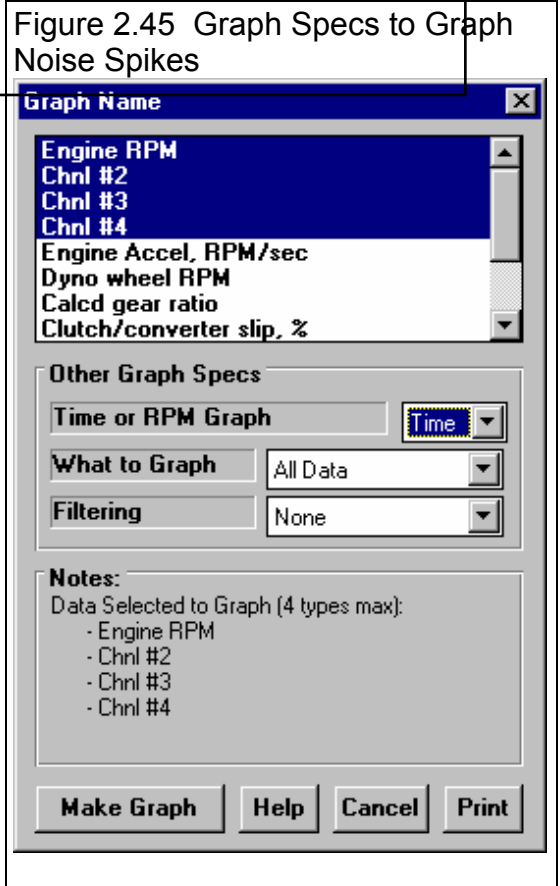 Figure 2.45  Graph Specs to Graph
Noise Spikes
Graph Name
Engine RPM
Chnl #2
Chnl #3
Chnl #4
Engine Accel, RPM/sec
Dyno wheel RPM
Calcd gear ratio
Clutch/converter slip, %
Other Graph Specs
Time or RPM Graph Time
What to Graph All Data
Filtering None
Notes:
Data Selected to Graph (4 types max):
- Engine RPM
- Chnl #2
- Chnl #3
- Chnl #4
Make Graph Help Cancel Print